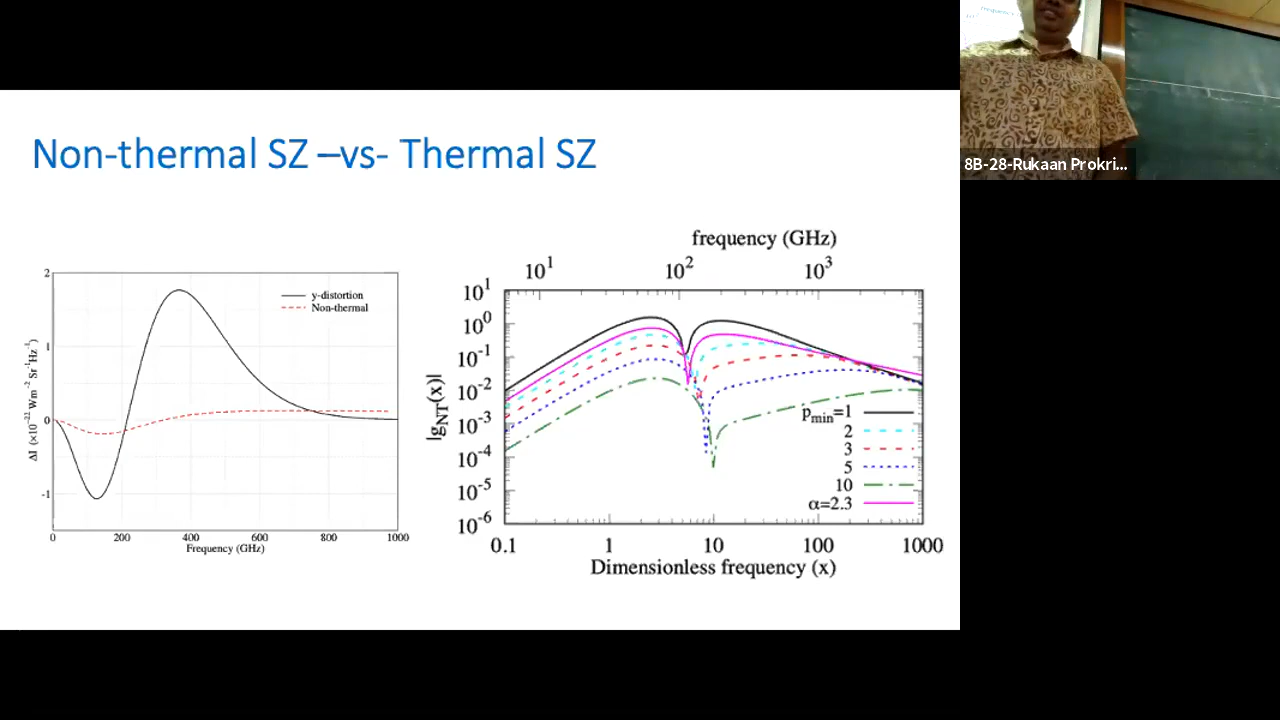 Non-thermal SZ –vs- Thermal SZ
8B-28-Rukaan Prokri...
2
1
0
-1
ΔI (×10⁻²¹ Wm⁻² Sr⁻¹Hz⁻¹)
y-distortion
Non-thermal
0 200 400 600 800 1000
Frequency (GHz)
frequency (GHz)
10¹ 10² 10³
10¹
10⁰
10⁻¹
10⁻²
10⁻³
10⁻⁴
10⁻⁵
10⁻⁶
|g_NT(x)|
p_min=1
2
3
5
10
α=2.3
0.1 1 10 100 1000
Dimensionless frequency (x)